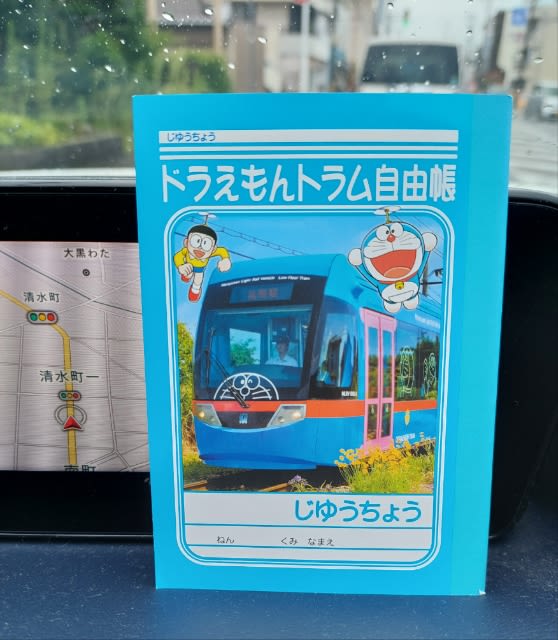 じゆうちょう
ドラえもんトラム自由帳
じゆうちょう
ねん　くみ　なまえ
大黒わた
清水町
清水町一
南町